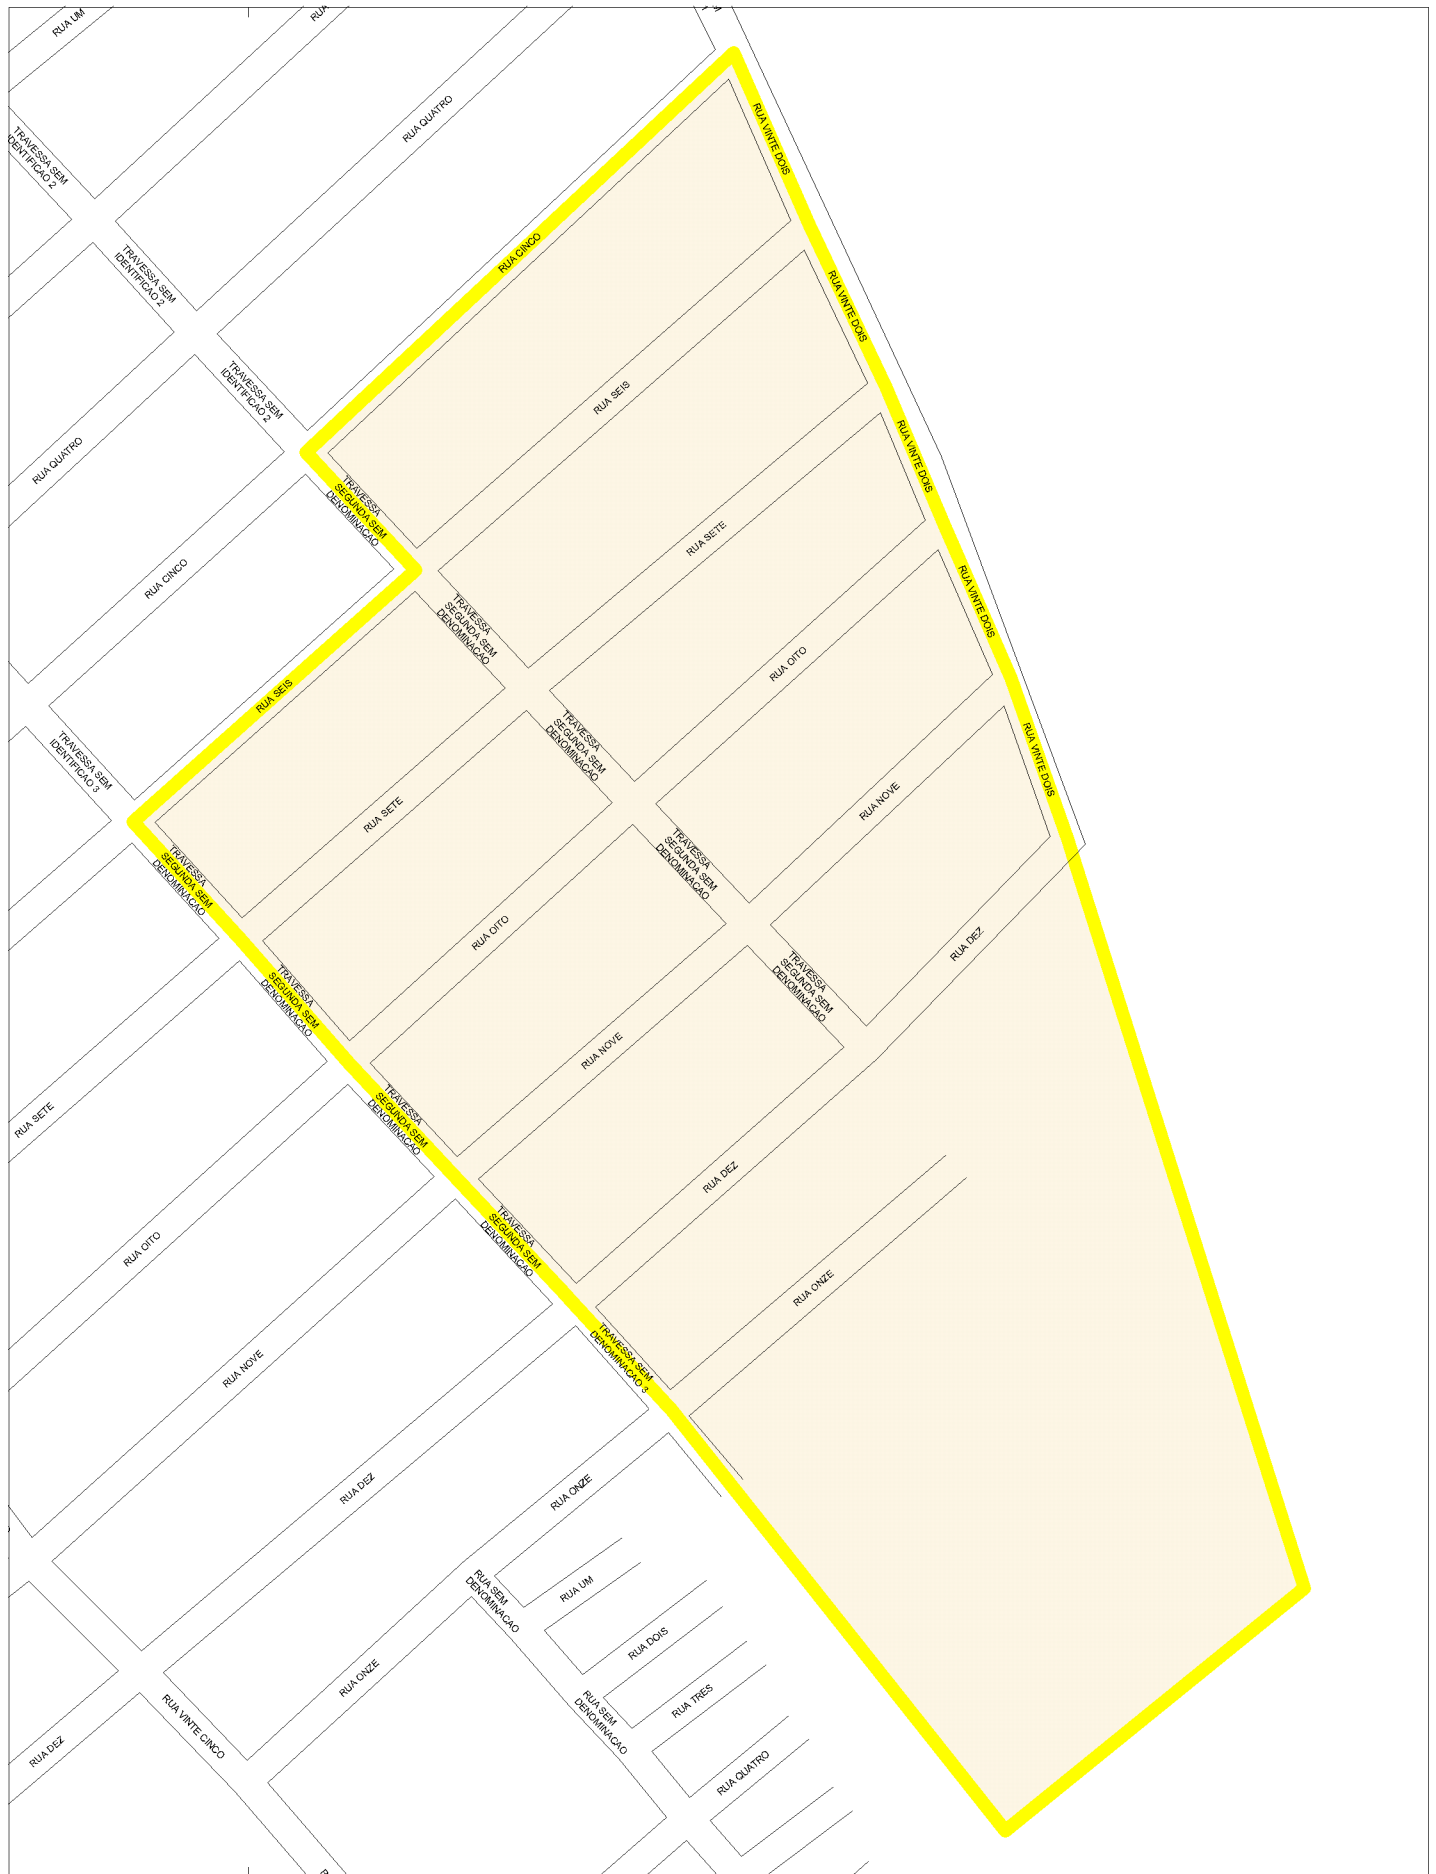 RUA UM
RUA
RUA QUATRO
RUA VINTE DOIS
TRAVESSA SEM
IDENTIFICAO 2
RUA CINCO
TRAVESSA SEM
IDENTIFICAO 2
RUA VINTE DOIS
TRAVESSA SEM
IDENTIFICAO 2
RUA SEIS
RUA QUATRO
RUA VINTE DOIS
TRAVESSA
SEGUNDA SEM
DENOMINACAO
RUA SETE
RUA CINCO
RUA VINTE DOIS
TRAVESSA
SEGUNDA SEM
DENOMINACAO
RUA OITO
RUA SEIS
TRAVESSA
SEGUNDA SEM
DENOMINACAO
TRAVESSA SEM
IDENTIFICAO 3
RUA VINTE DOIS
RUA NOVE
RUA SETE
TRAVESSA
SEGUNDA SEM
DENOMINACAO
TRAVESSA
SEGUNDA SEM
DENOMINACAO
RUA OITO
RUA DEZ
TRAVESSA
SEGUNDA SEM
DENOMINACAO
TRAVESSA
SEGUNDA SEM
DENOMINACAO
RUA NOVE
RUA SETE
TRAVESSA
SEGUNDA SEM
DENOMINACAO
RUA DEZ
RUA OITO
TRAVESSA
SEGUNDA SEM
DENOMINACAO
RUA ONZE
RUA NOVE
TRAVESSA SEM
DENOMINACAO 3
RUA DEZ
RUA ONZE
RUA SEM
DENOMINACAO
RUA UM
RUA DOIS
RUA ONZE
RUA SEM
DENOMINACAO
RUA TRES
RUA VINTE CINCO
RUA DEZ
RUA QUATRO